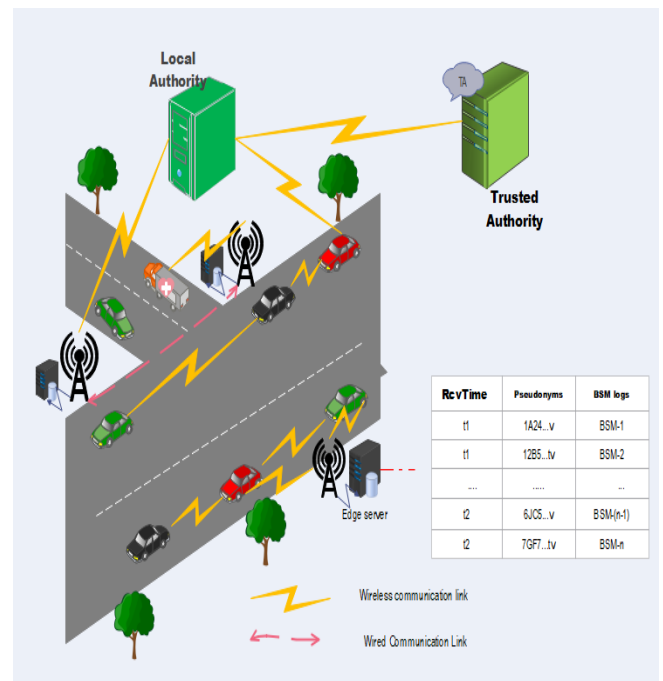 Local
Authority
TA
Trusted
Authority
RcvTime Pseudonyms BSM logs
t1 1A24...v BSM-1
t1 12B5...tv BSM-2
.... ..... ...
t2 6JC5...v BSM-(n-1)
t2 7GF7...tv BSM-n
Edge server
Wireless communication link
Wired Communication Link